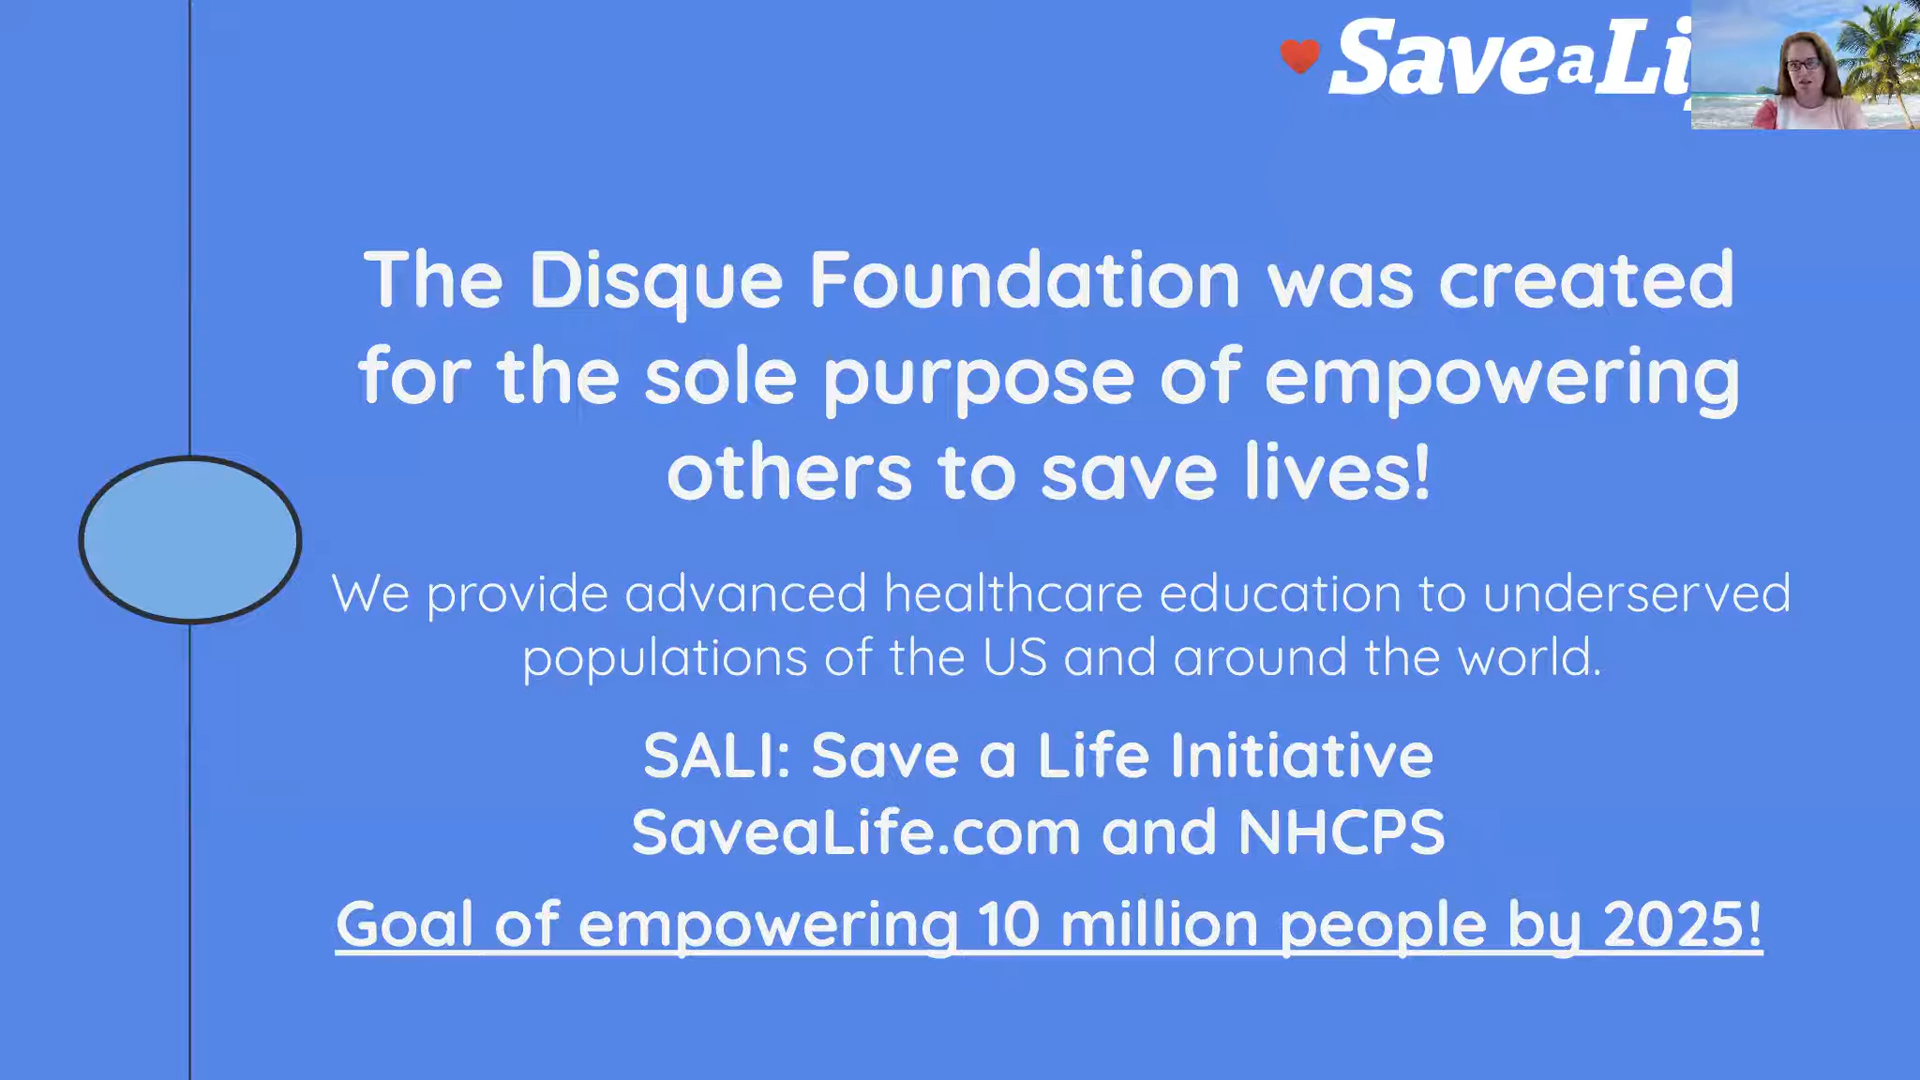 SaveaLi
The Disque Foundation was created
for the sole purpose of empowering
others to save lives!
We provide advanced healthcare education to underserved
populations of the US and around the world.
SALI: Save a Life Initiative
SaveaLife.com and NHCPS
Goal of empowering 10 million people by 2025!